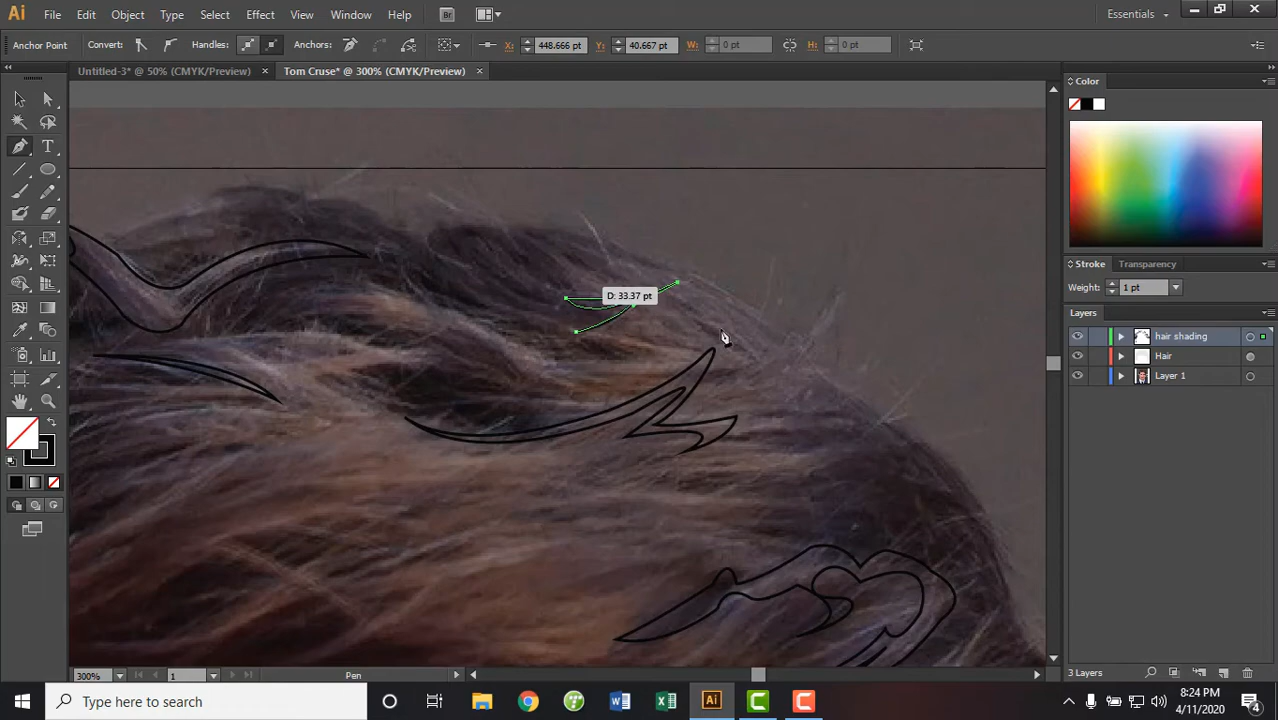 Ai File Edit Object Type Select Effect View Window Help Br Essentials
Anchor Point Convert: Handles: Anchors: X: 448.666 pt Y: 40.667 pt W: 0 pt H: 0 pt
Untitled-3* @ 50% (CMYK/Preview) × Tom Cruse* @ 300% (CMYK/Preview) ×
Color
T
D: 33.37 pt
Stroke Transparency
Weight: 1 pt
Layers
hair shading
Hair
Layer 1
300% 1 Pen 3 Layers
Type here to search
Ai
8:24 PM
4/11/2020
4